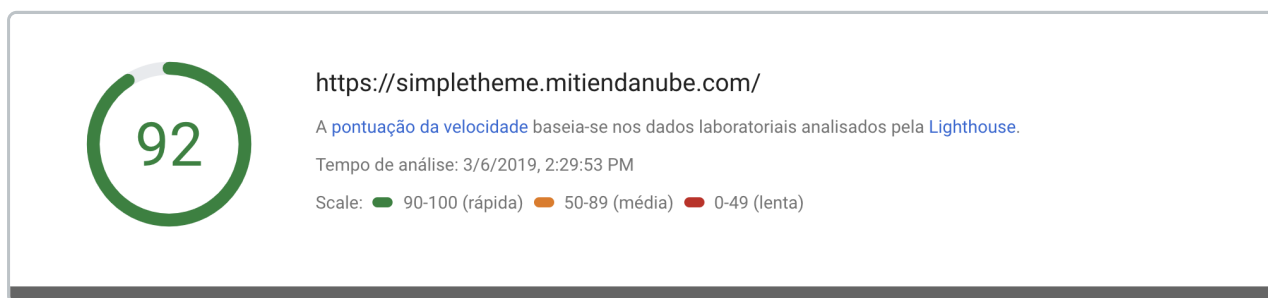 92
https://simpletheme.mitiendanube.com/
A pontuação da velocidade baseia-se nos dados laboratoriais analisados pela Lighthouse.
Tempo de análise: 3/6/2019, 2:29:53 PM
Scale: 90-100 (rápida) 50-89 (média) 0-49 (lenta)